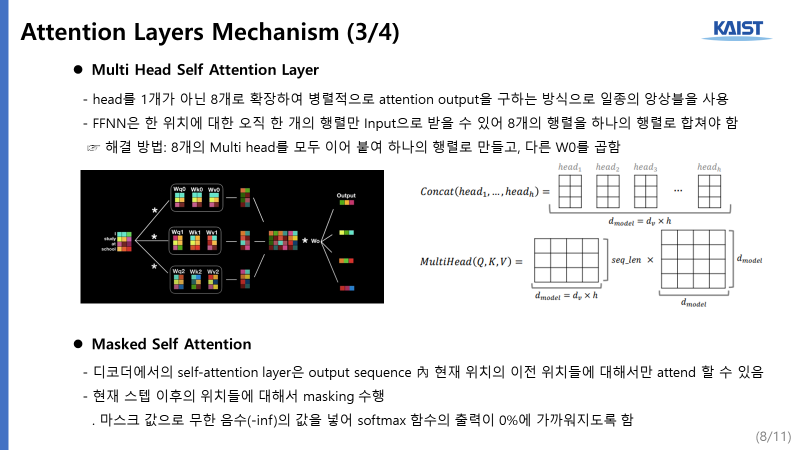 Attention Layers Mechanism (3/4)
KAIST
● Multi Head Self Attention Layer
- head를 1개가 아닌 8개로 확장하여 병렬적으로 attention output을 구하는 방식으로 일종의 앙상블을 사용
- FFNN은 한 위치에 대한 오직 한 개의 행렬만 Input으로 받을 수 있어 8개의 행렬을 하나의 행렬로 합쳐야 함
☞ 해결 방법: 8개의 Multi head를 모두 이어 붙여 하나의 행렬로 만들고, 다른 W0를 곱함
Wq0 Wk0 Wv0
Wq1 Wk1 Wv1
Wq2 Wk2 Wv2
I
study
at
school
*
*
*
* Wo
Output
head₁ head₂ head₃ headₕ
Concat(head₁, ..., headₕ) = ...
d_model = d_v × h
MultiHead(Q, K, V) = seq_len × d_model
d_model = d_v × h
d_model
● Masked Self Attention
- 디코더에서의 self-attention layer은 output sequence 內 현재 위치의 이전 위치들에 대해서만 attend 할 수 있음
- 현재 스텝 이후의 위치들에 대해서 masking 수행
. 마스크 값으로 무한 음수(-inf)의 값을 넣어 softmax 함수의 출력이 0%에 가까워지도록 함
(8/11)